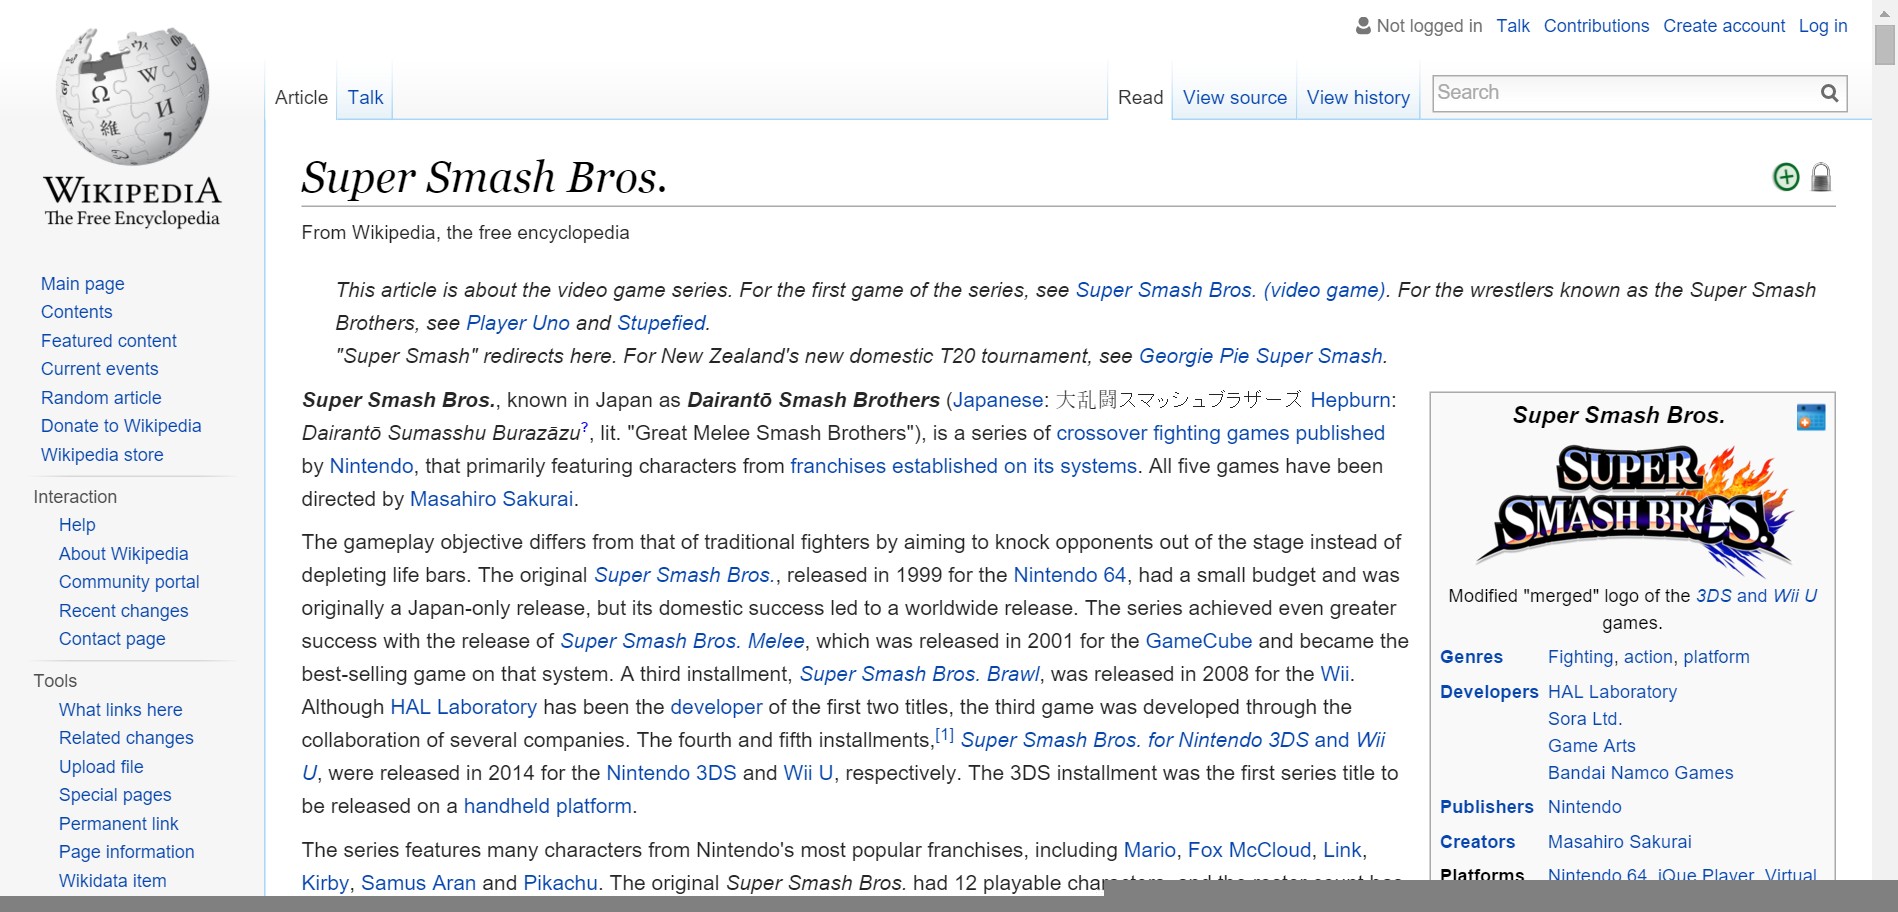 Not logged in Talk Contributions Create account Log in
Article Talk Read View source View history Search
WIKIPEDIA
The Free Encyclopedia
Main page
Contents
Featured content
Current events
Random article
Donate to Wikipedia
Wikipedia store
Interaction
Help
About Wikipedia
Community portal
Recent changes
Contact page
Tools
What links here
Related changes
Upload file
Special pages
Permanent link
Page information
Wikidata item
Super Smash Bros.
From Wikipedia, the free encyclopedia
This article is about the video game series. For the first game of the series, see Super Smash Bros. (video game). For the wrestlers known as the Super Smash
Brothers, see Player Uno and Stupefied.
"Super Smash" redirects here. For New Zealand's new domestic T20 tournament, see Georgie Pie Super Smash.
Super Smash Bros., known in Japan as Dairantō Smash Brothers (Japanese: 大乱闘スマッシュブラザーズ Hepburn:
Dairantō Sumasshu Burazāzu?, lit. "Great Melee Smash Brothers"), is a series of crossover fighting games published
by Nintendo, that primarily featuring characters from franchises established on its systems. All five games have been
directed by Masahiro Sakurai.
The gameplay objective differs from that of traditional fighters by aiming to knock opponents out of the stage instead of
depleting life bars. The original Super Smash Bros., released in 1999 for the Nintendo 64, had a small budget and was
originally a Japan-only release, but its domestic success led to a worldwide release. The series achieved even greater
success with the release of Super Smash Bros. Melee, which was released in 2001 for the GameCube and became the
best-selling game on that system. A third installment, Super Smash Bros. Brawl, was released in 2008 for the Wii.
Although HAL Laboratory has been the developer of the first two titles, the third game was developed through the
collaboration of several companies. The fourth and fifth installments,[1] Super Smash Bros. for Nintendo 3DS and Wii
U, were released in 2014 for the Nintendo 3DS and Wii U, respectively. The 3DS installment was the first series title to
be released on a handheld platform.
The series features many characters from Nintendo's most popular franchises, including Mario, Fox McCloud, Link,
Kirby, Samus Aran and Pikachu. The original Super Smash Bros. had 12 playable characters, and the roster count has
Super Smash Bros.
SUPER
SMASH BROS.
Modified "merged" logo of the 3DS and Wii U
games.
Genres Fighting, action, platform
Developers HAL Laboratory
Sora Ltd.
Game Arts
Bandai Namco Games
Publishers Nintendo
Creators Masahiro Sakurai
Platforms Nintendo 64, iQue Player, Virtual